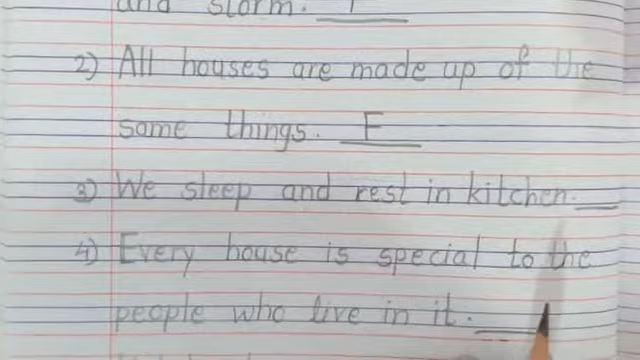 and storm. T
2) All houses are made up of the
same things. F
3) We sleep and rest in kitchen.
4) Every house is special to the
people who live in it.